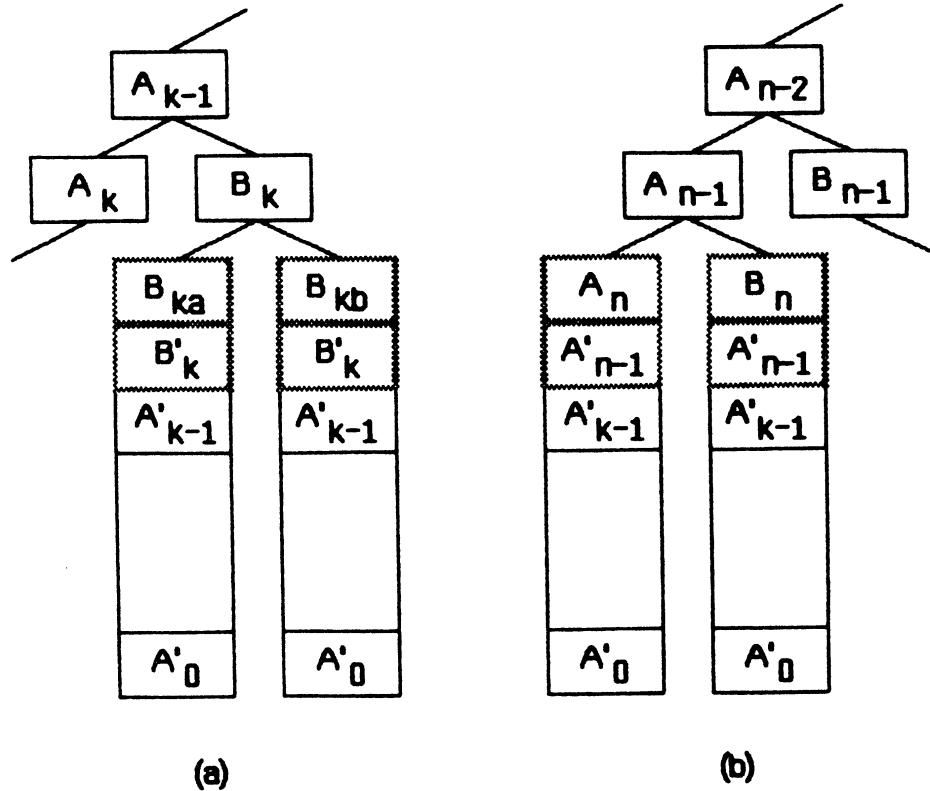 A k-1
A k
B k
B ka
B kb
B' k
B' k
A' k-1
A' k-1
A' 0
A' 0
(a)
A n-2
A n-1
B n-1
A n
B n
A' n-1
A' n-1
A' k-1
A' k-1
A' 0
A' 0
(b)